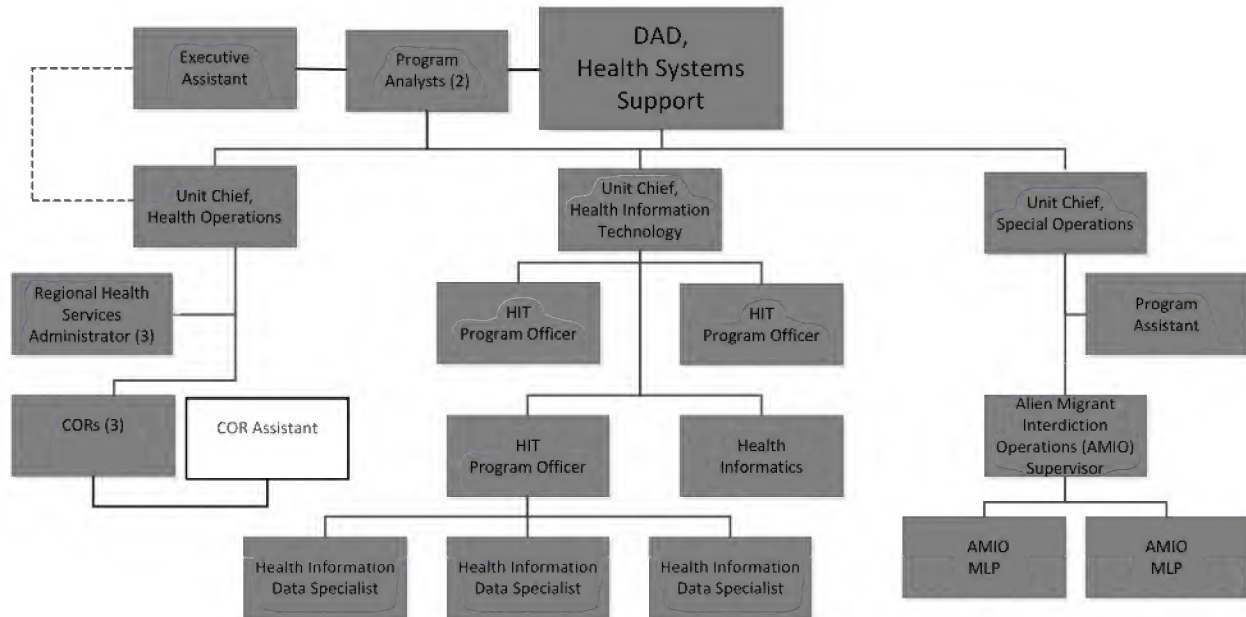 DAD,
Health Systems
Support
Executive
Assistant
Program
Analysts (2)
Unit Chief,
Health Operations
Unit Chief,
Health Information
Technology
Unit Chief,
Special Operations
Regional Health
Services
Administrator (3)
HIT
Program Officer
HIT
Program Officer
Program
Assistant
CORs (3)
COR Assistant
HIT
Program Officer
Health
Informatics
Alien Migrant
Interdiction
Operations (AMIO)
Supervisor
Health Information
Data Specialist
Health Information
Data Specialist
Health Information
Data Specialist
AMIO
MLP
AMIO
MLP